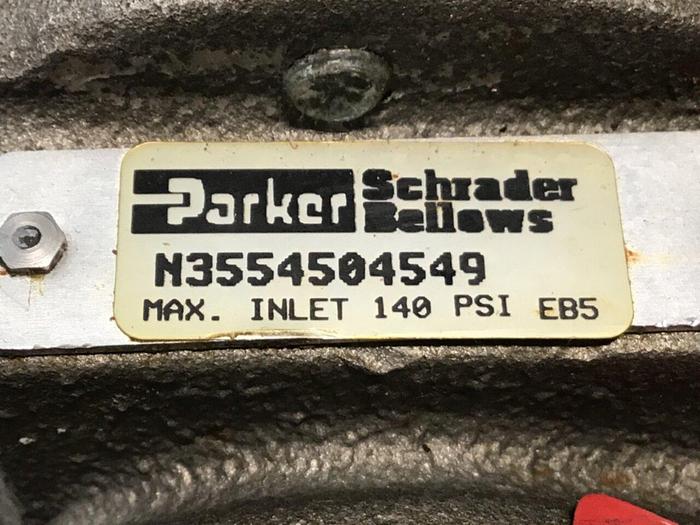 Parker Schrader Bellows
N3554504549
MAX. INLET 140 PSI EB5